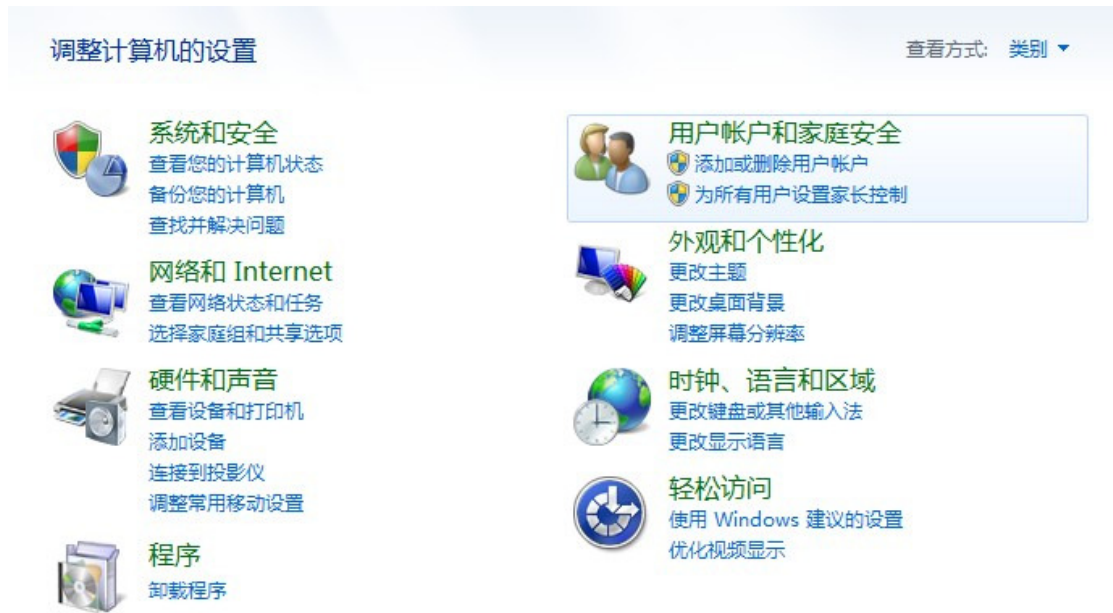 调整计算机的设置
查看方式: 类别
系统和安全
查看您的计算机状态
备份您的计算机
查找并解决问题
网络和 Internet
查看网络状态和任务
选择家庭组和共享选项
硬件和声音
查看设备和打印机
添加设备
连接到投影仪
调整常用移动设置
程序
卸载程序
用户帐户和家庭安全
添加或删除用户帐户
为所有用户设置家长控制
外观和个性化
更改主题
更改桌面背景
调整屏幕分辨率
时钟、语言和区域
更改键盘或其他输入法
更改显示语言
轻松访问
使用 Windows 建议的设置
优化视频显示